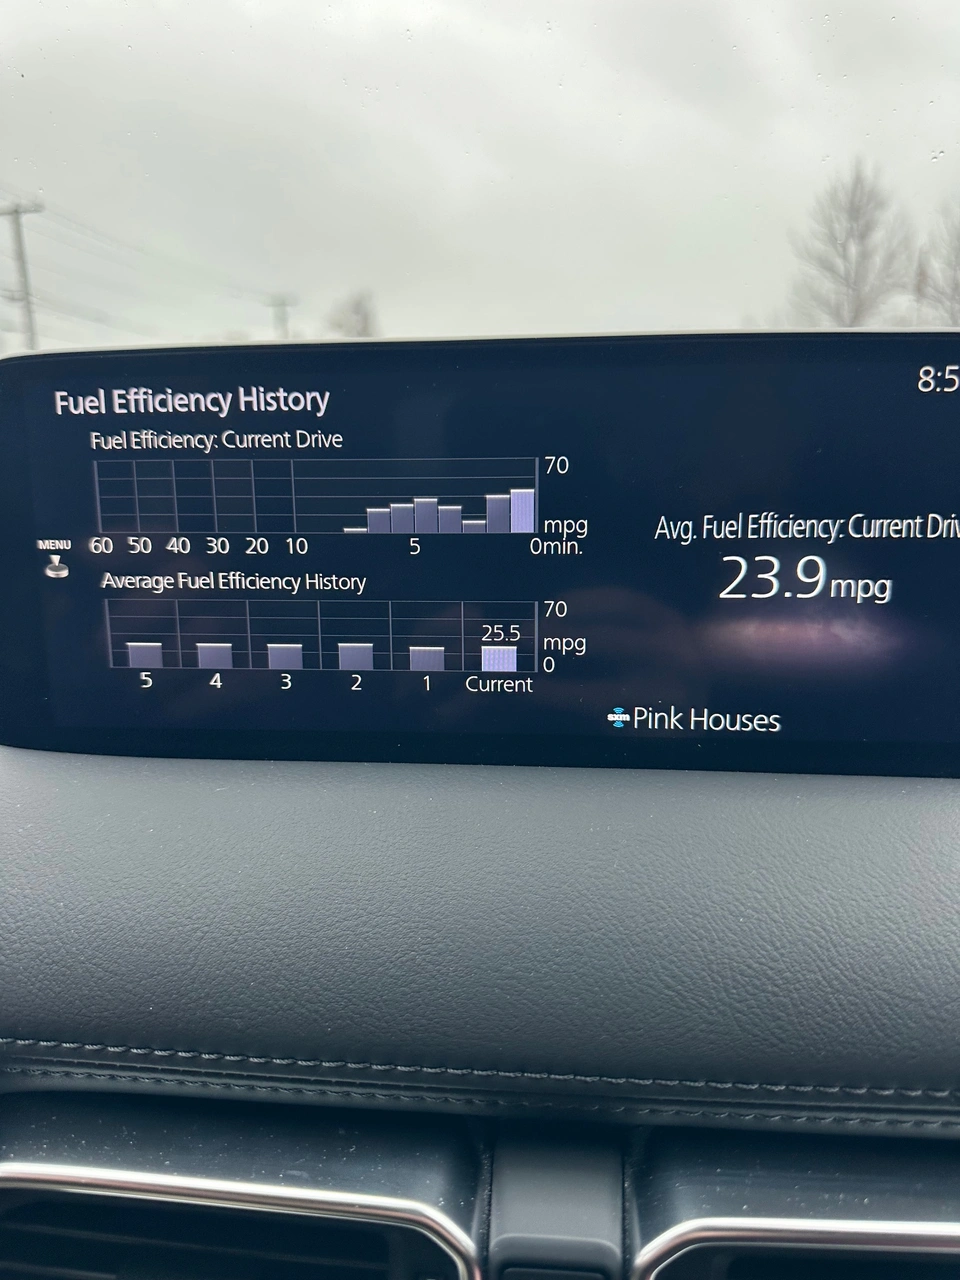 8:5
Fuel Efficiency History
Fuel Efficiency: Current Drive
70
mpg
60 50 40 30 20 10 5 0min.
MENU
Avg. Fuel Efficiency: Current Driv
23.9mpg
Average Fuel Efficiency History
70
25.5
mpg
0
5 4 3 2 1 Current
sxm Pink Houses